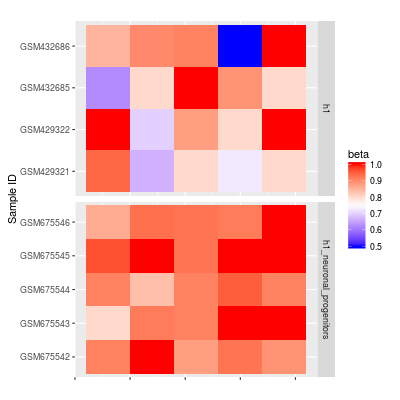 Sample ID
GSM432686
GSM432685
GSM429322
GSM429321
h1
GSM675546
GSM675545
GSM675544
GSM675543
GSM675542
h1_neuronal_progenitors
beta
1.0
0.9
0.8
0.7
0.6
0.5